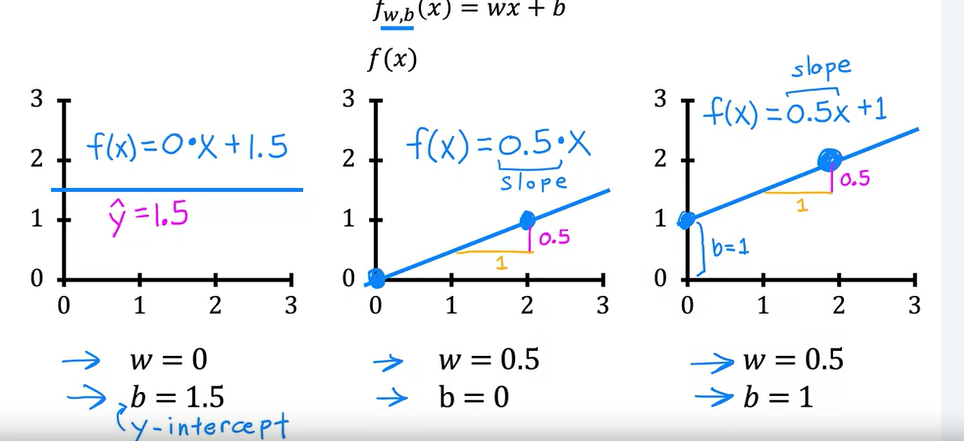 f_w,b(x) = wx + b
f(x)
3
2
1
0
0 1 2 3
f(x)=0•X+1.5
ŷ=1.5
→ w = 0
→ b = 1.5
y-intercept
3
2
1
0
0 1 2 3
f(x)=0.5•X
slope
0.5
1
→ w = 0.5
→ b = 0
slope
3
2
1
0
0 1 2 3
f(x)=0.5x+1
0.5
1
b=1
→ w = 0.5
→ b = 1